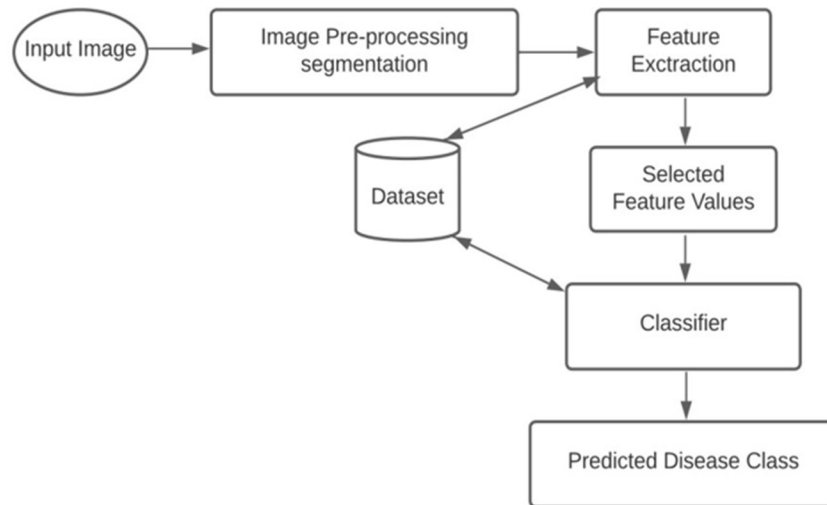 Input Image
Image Pre-processing
segmentation
Feature
Exctraction
Dataset
Selected
Feature Values
Classifier
Predicted Disease Class